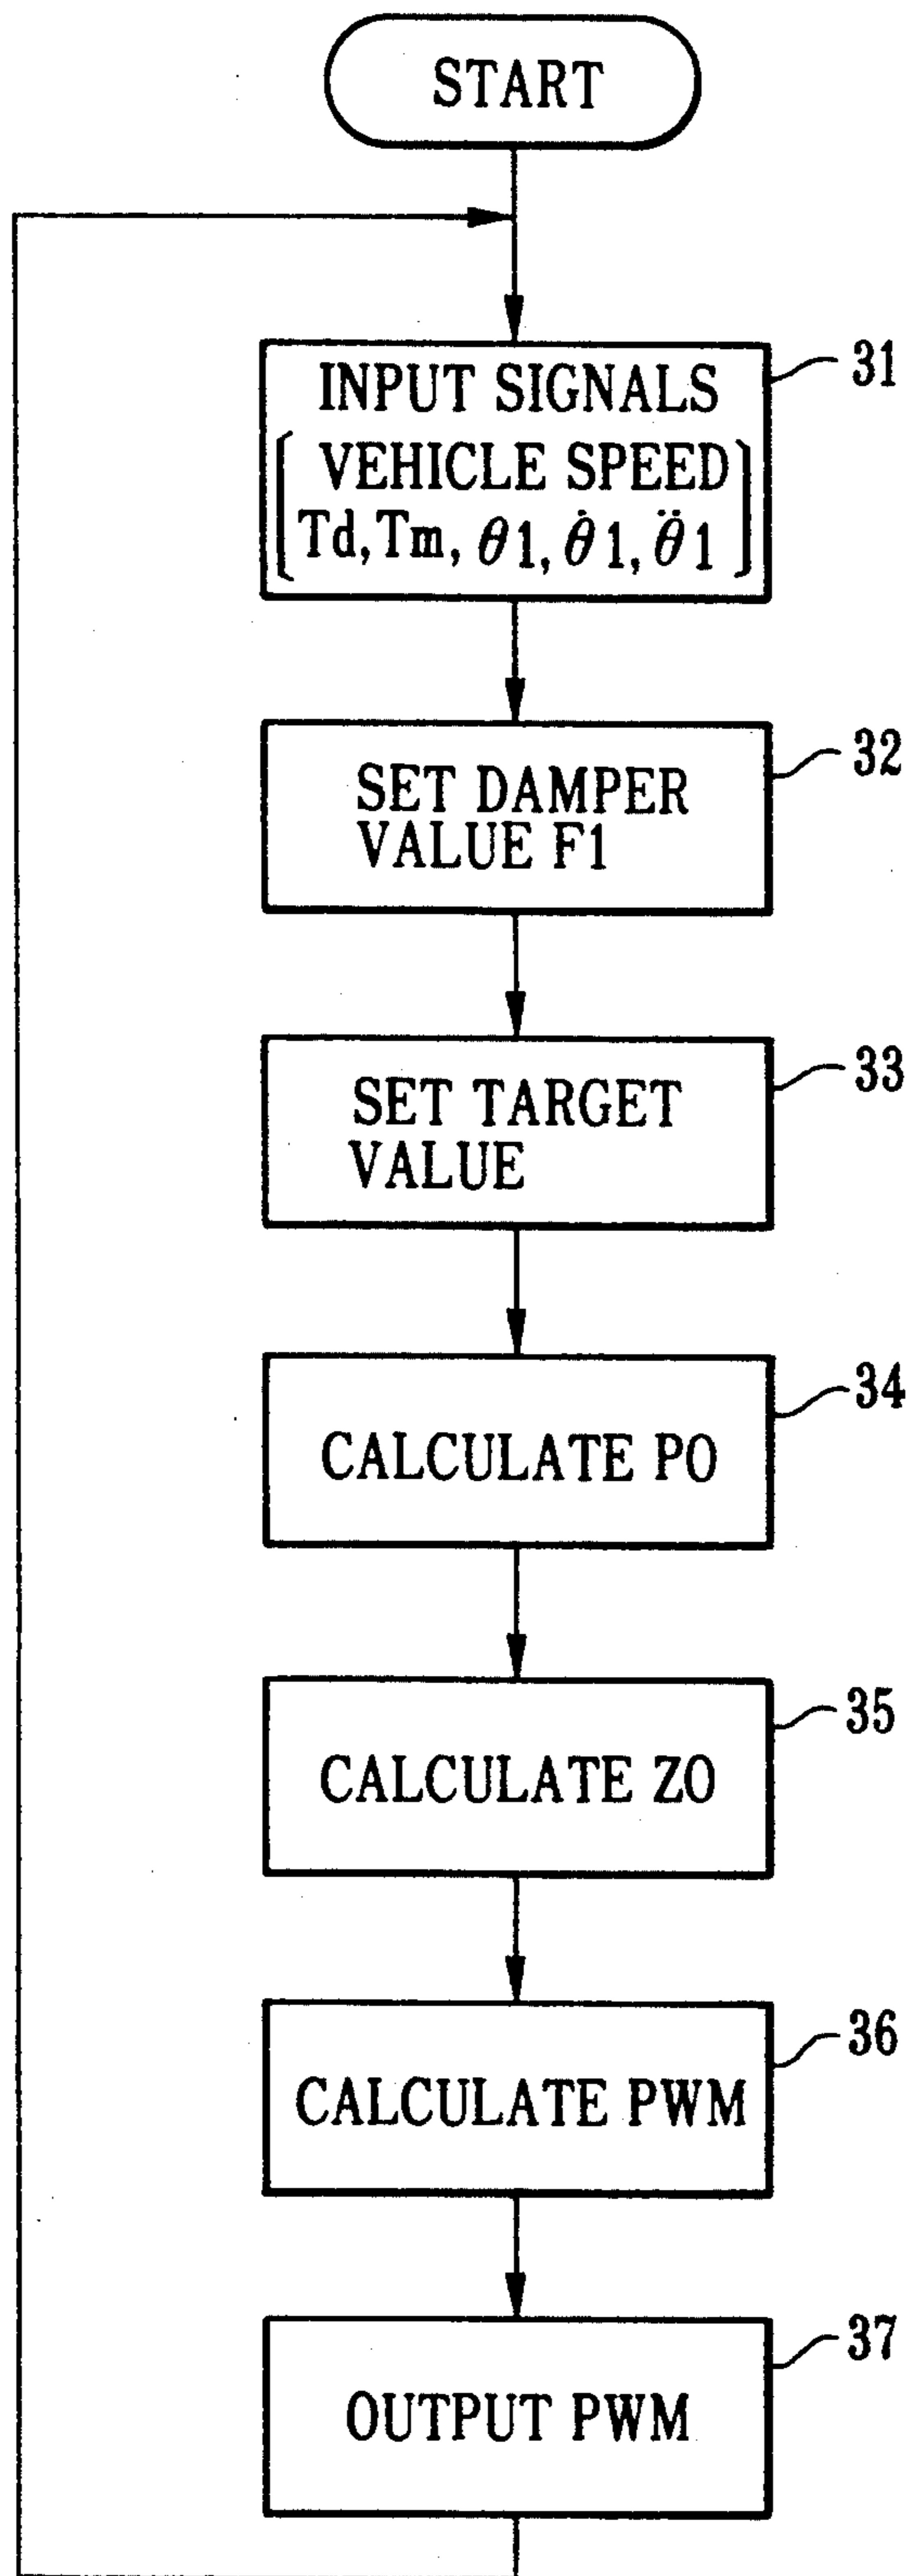 START
INPUT SIGNALS
31
VEHICLE SPEED
Td, Tm, θ1, θ̇1, θ̈1
SET DAMPER
32
VALUE F1
SET TARGET
33
VALUE
34
CALCULATE P0
35
CALCULATE Z0
36
CALCULATE PWM
37
OUTPUT PWM